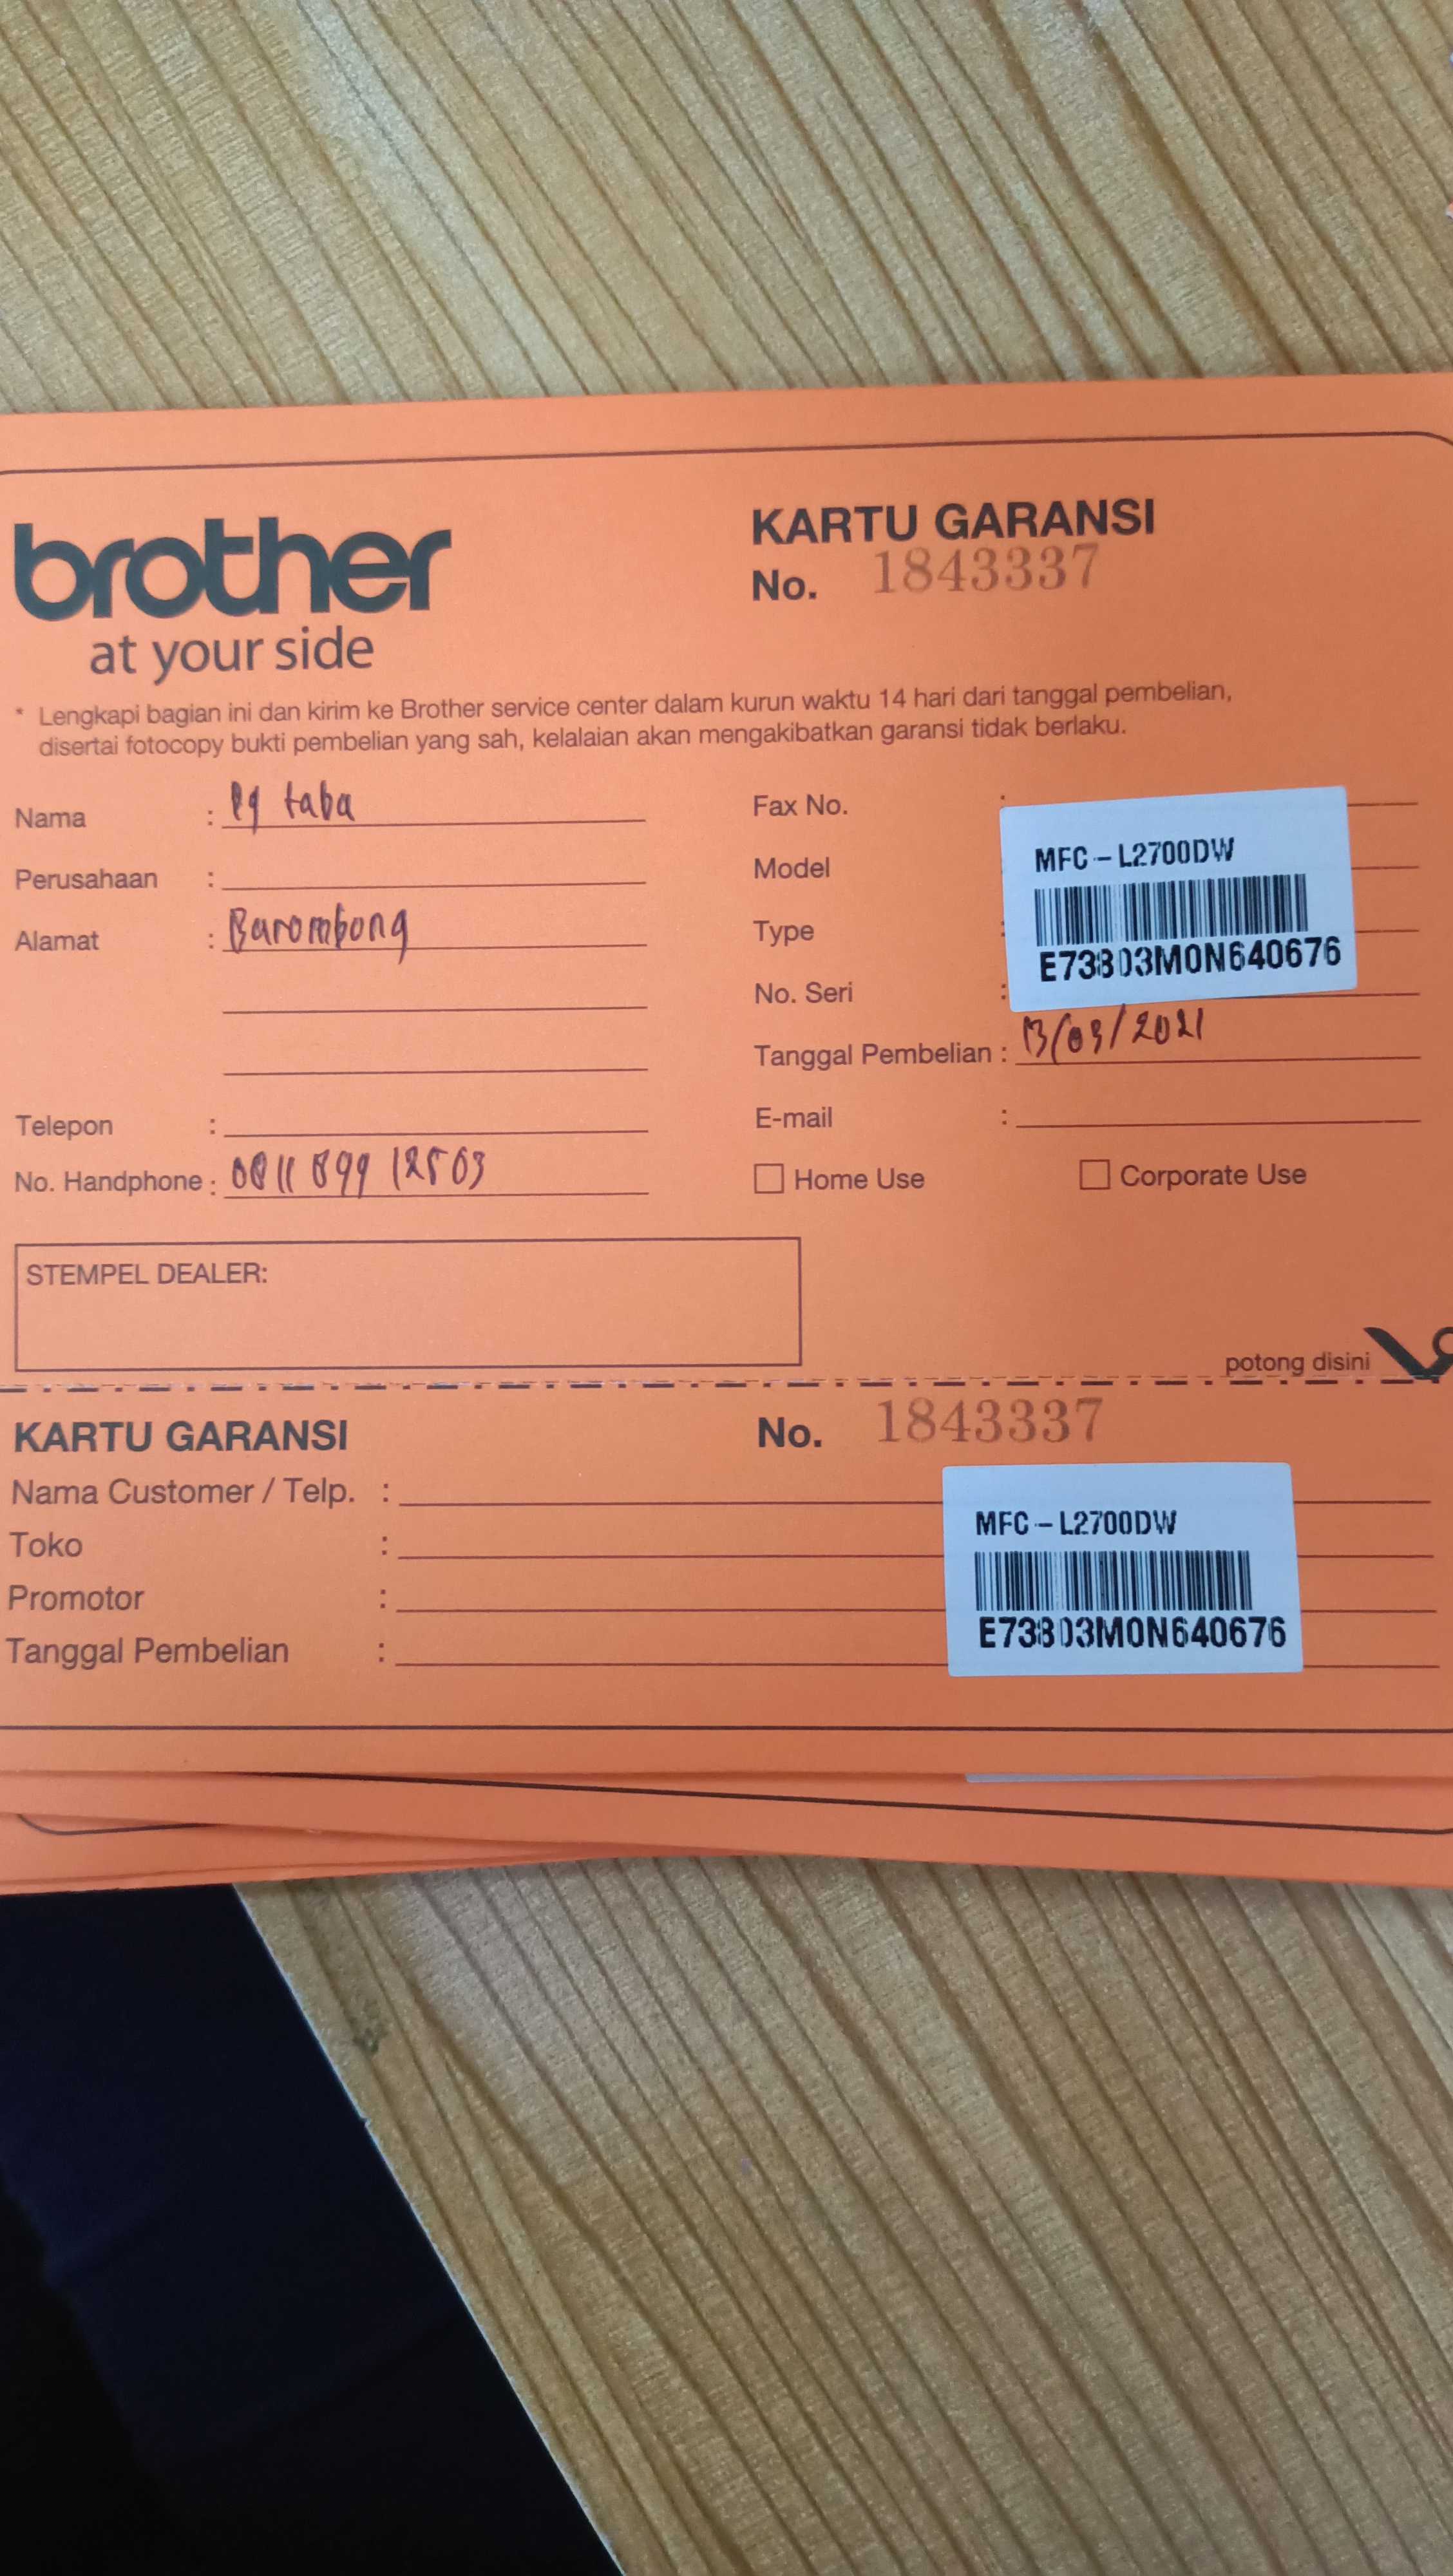 brother
at your side
KARTU GARANSI
No. 1843337
* Lengkapi bagian ini dan kirim ke Brother service center dalam kurun waktu 14 hari dari tanggal pembelian,
disertai fotocopy bukti pembelian yang sah, kelalaian akan mengakibatkan garansi tidak berlaku.
Nama : Pg taba
Perusahaan :
Alamat : Barombong
Telepon :
No. Handphone : 0811 899 12503
Fax No. :
Model
Type :
No. Seri :
MFC-L2700DW
E73803M0N640676
Tanggal Pembelian : 13/03/2021
E-mail :
Home Use Corporate Use
STEMPEL DEALER:
potong disini
KARTU GARANSI No. 1843337
Nama Customer / Telp. :
Toko :
Promotor :
Tanggal Pembelian :
MFC-L2700DW
E73803M0N640676